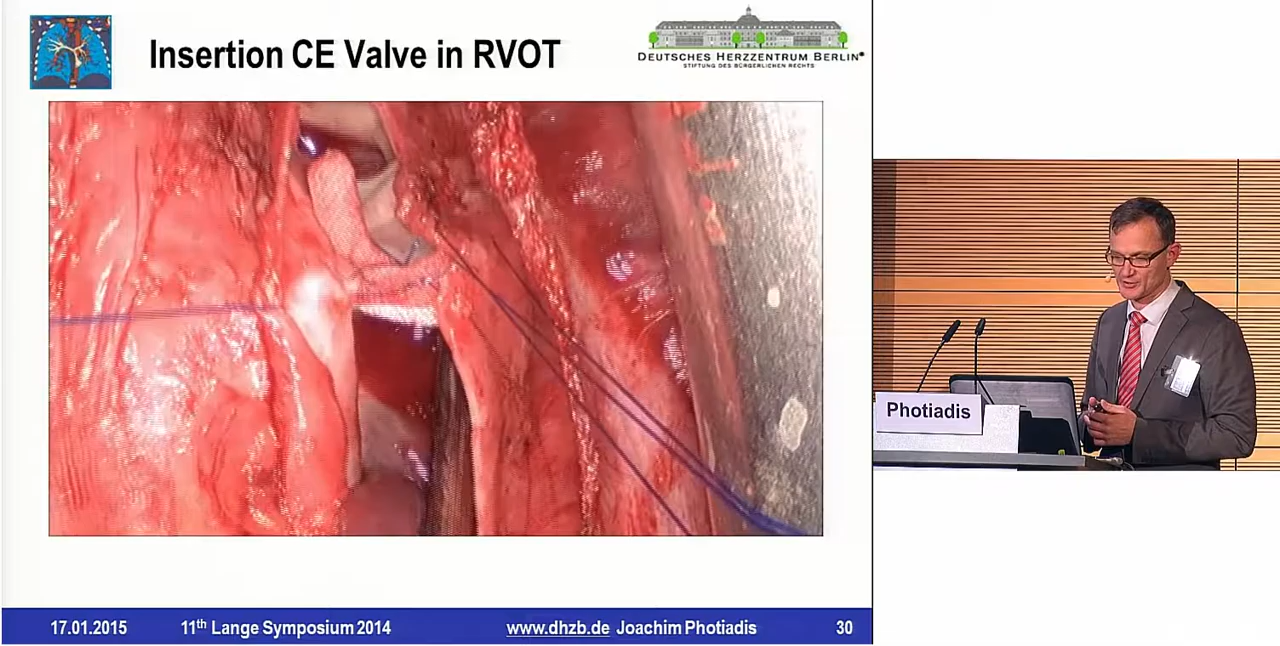 Insertion CE Valve in RVOT
DEUTSCHES HERZZENTRUM BERLIN®
STIFTUNG DES BÜRGERLICHEN RECHTS
Photiadis
17.01.2015 11th Lange Symposium 2014 www.dhzb.de Joachim Photiadis 30